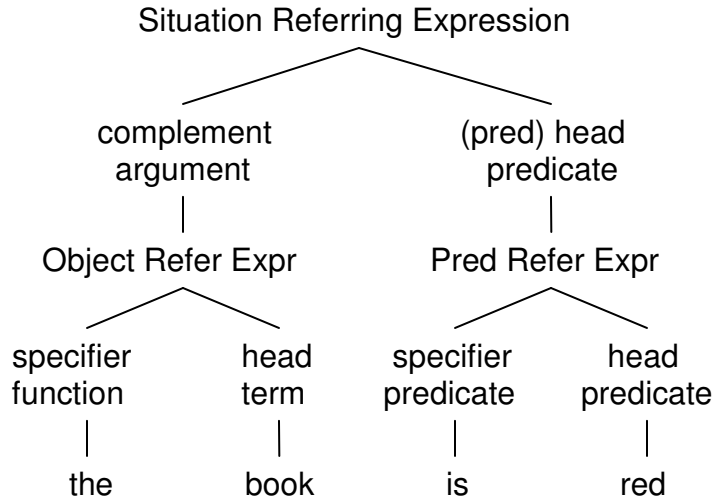 Situation Referring Expression
complement (pred) head
argument predicate
Object Refer Expr Pred Refer Expr
specifier head specifier head
function term predicate predicate
the book is red